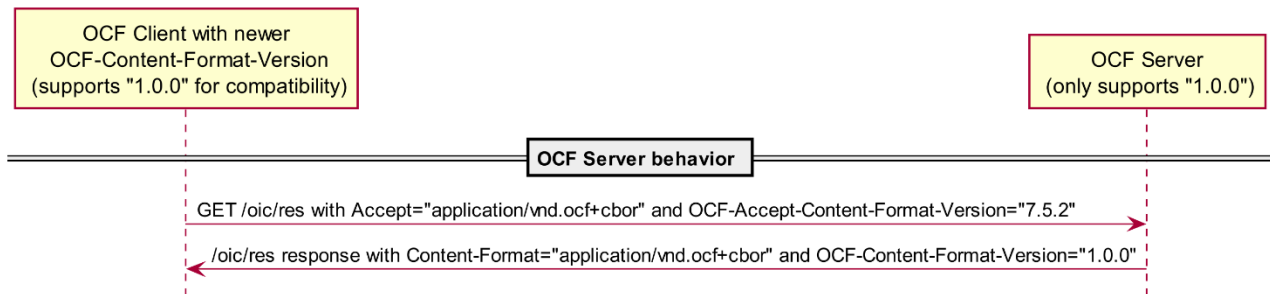 OCF Client with newer
OCF-Content-Format-Version
(supports "1.0.0" for compatibility)
OCF Server
(only supports "1.0.0")
OCF Server behavior
GET /oic/res with Accept="application/vnd.ocf+cbor" and OCF-Accept-Content-Format-Version="7.5.2"
/oic/res response with Content-Format="application/vnd.ocf+cbor" and OCF-Content-Format-Version="1.0.0"